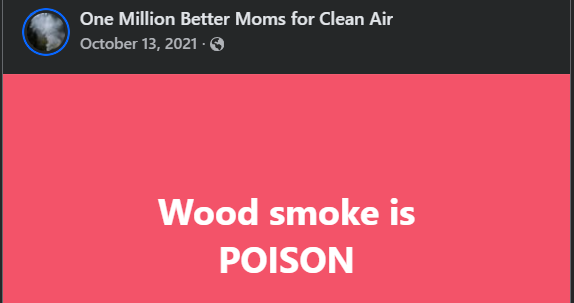 One Million Better Moms for Clean Air
October 13, 2021 ·
Wood smoke is
POISON